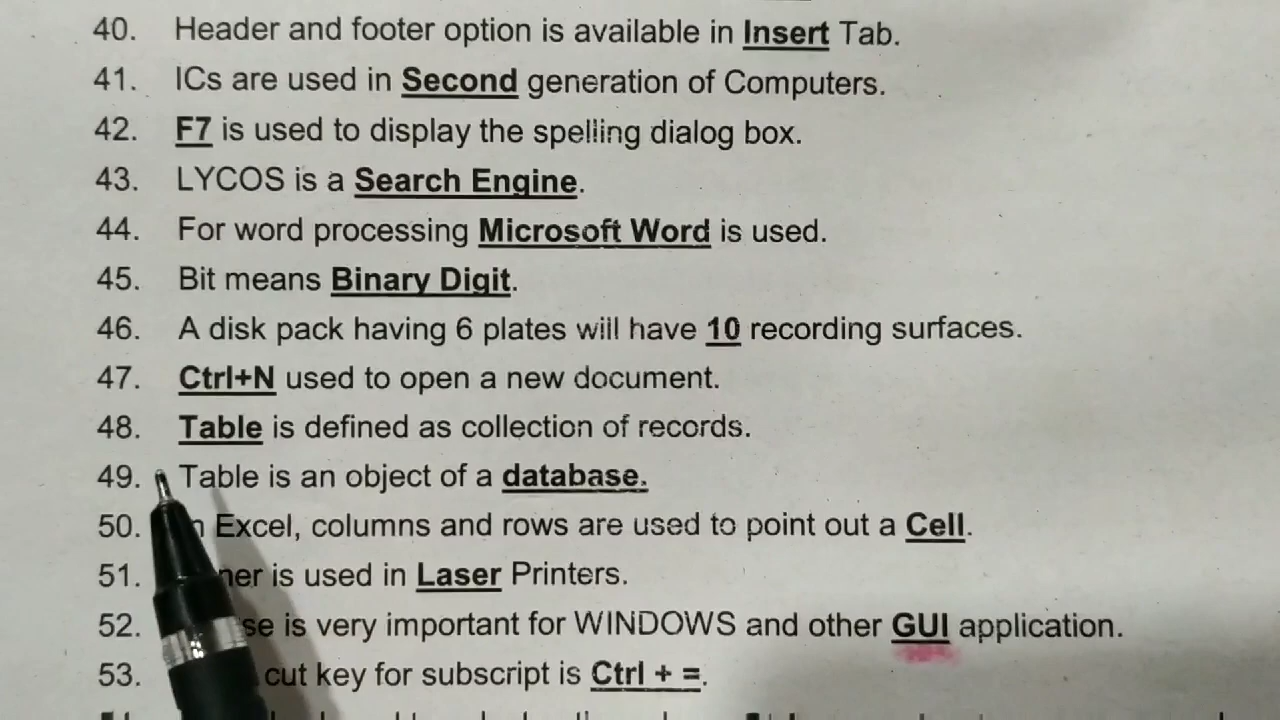 40. Header and footer option is available in Insert Tab.
41. ICs are used in Second generation of Computers.
42. F7 is used to display the spelling dialog box.
43. LYCOS is a Search Engine.
44. For word processing Microsoft Word is used.
45. Bit means Binary Digit.
46. A disk pack having 6 plates will have 10 recording surfaces.
47. Ctrl+N used to open a new document.
48. Table is defined as collection of records.
49. Table is an object of a database.
50. Excel, columns and rows are used to point out a Cell.
51. is used in Laser Printers.
52. is very important for WINDOWS and other GUI application.
53. cut key for subscript is Ctrl + =.